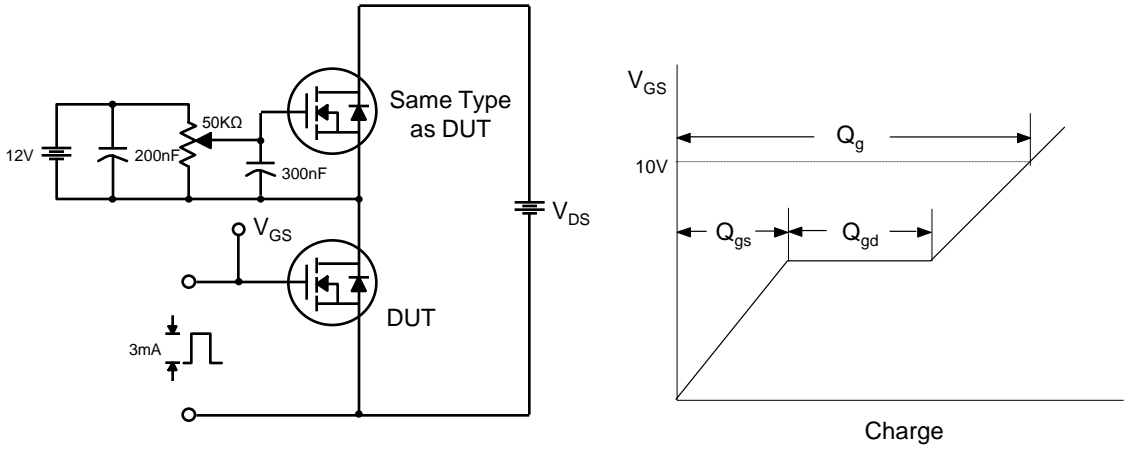 12V
200nF
50KΩ
300nF
Same Type
as DUT
V_GS
DUT
3mA
V_DS
V_GS
10V
Q_g
Q_gs
Q_gd
Charge